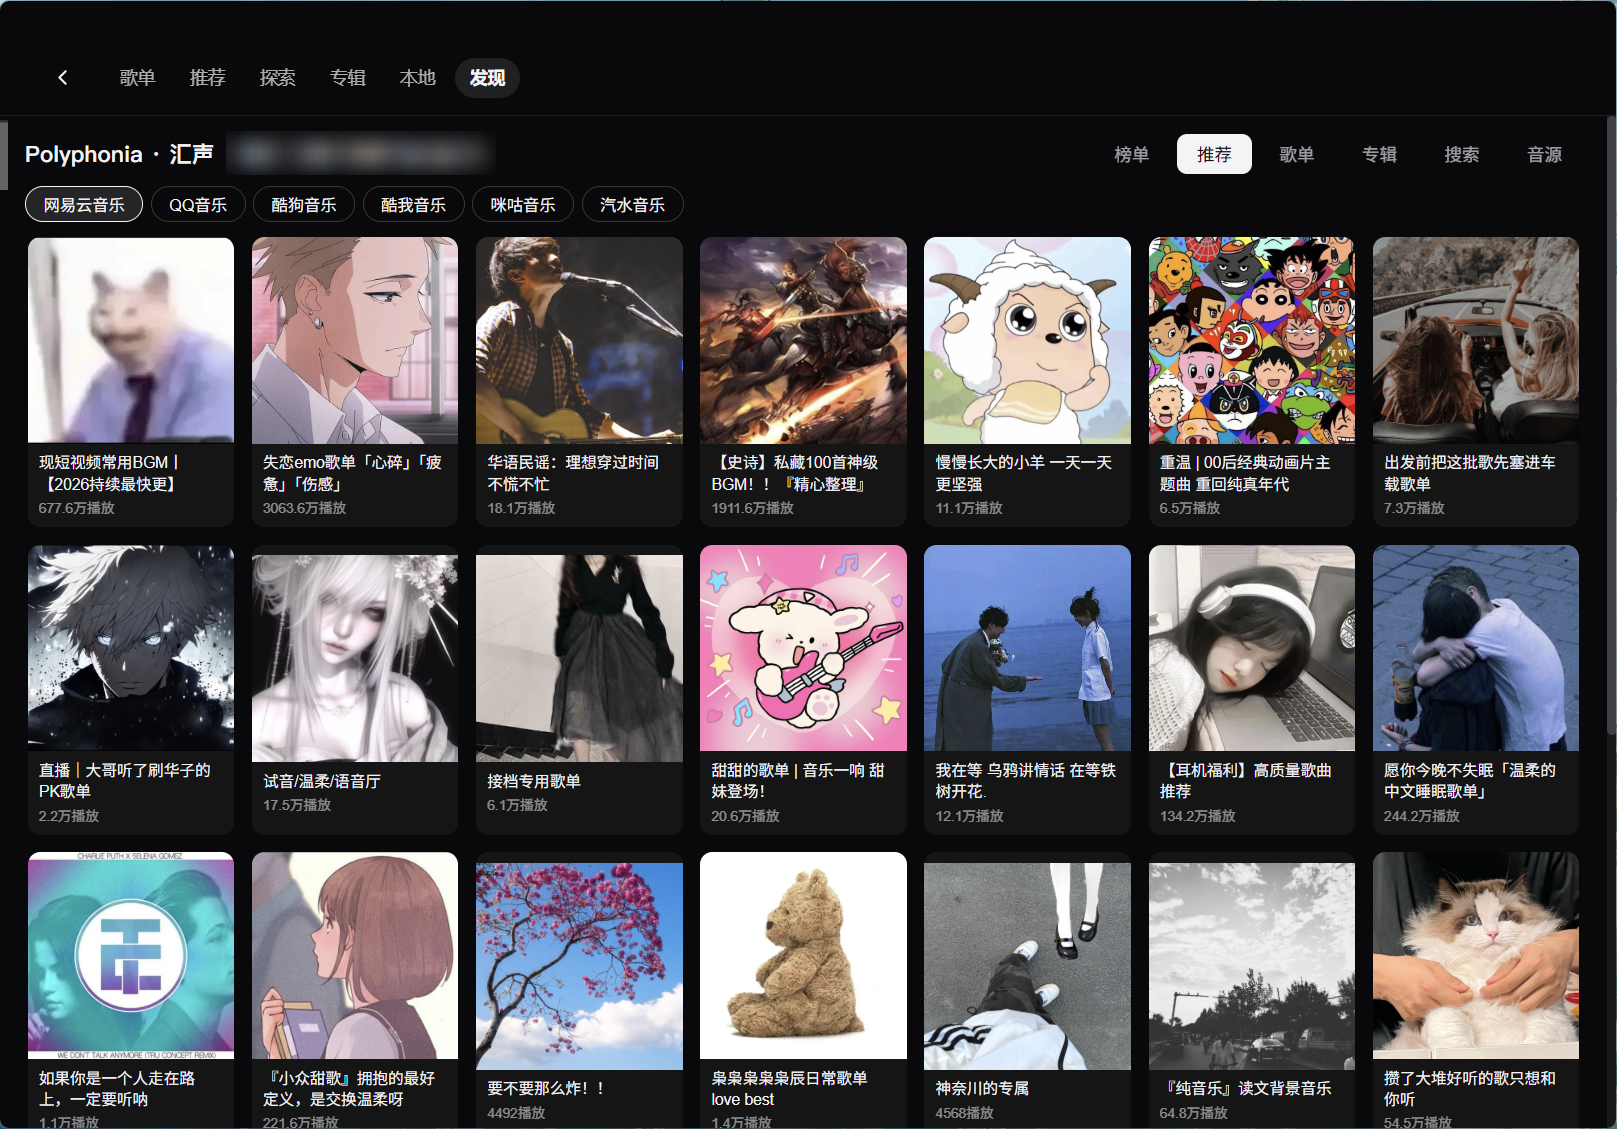 歌单 推荐 探索 专辑 本地 发现
Polyphonia · 汇声
榜单 推荐 歌单 专辑 搜索 音源
网易云音乐 QQ音乐 酷狗音乐 酷我音乐 咪咕音乐 汽水音乐
现短视频常用BGM丨
【2026持续最快更】
677.6万播放
失恋emo歌单「心碎」「疲
惫」「伤感」
3063.6万播放
华语民谣：理想穿过时间
不慌不忙
18.1万播放
【史诗】私藏100首神级
BGM！！『精心整理』
1911.6万播放
慢慢长大的小羊 一天一天
更坚强
11.1万播放
重温 | 00后经典动画片主
题曲 重回纯真年代
6.5万播放
出发前把这批歌先塞进车
载歌单
7.3万播放
直播｜大哥听了刷华子的
PK歌单
2.2万播放
试音/温柔/语音厅
17.5万播放
接档专用歌单
6.1万播放
甜甜的歌单 | 音乐一响 甜
妹登场！
20.6万播放
我在等 乌鸦讲情话 在等铁
树开花.
12.1万播放
【耳机福利】高质量歌曲
推荐
134.2万播放
愿你今晚不失眠「温柔的
中文睡眠歌单」
244.2万播放
CHARLIE PUTH X SELENA GOMEZ
WE DON'T TALK ANYMORE (TRU CONCEPT REMIX)
如果你是一个人走在路
上，一定要听呐
1.1万播放
『小众甜歌』拥抱的最好
定义，是交换温柔呀
221.6万播放
要不要那么炸！！
4492播放
枭枭枭枭枭辰日常歌单
love best
1.4万播放
神奈川的专属
4568播放
『纯音乐』读文背景音乐
64.8万播放
攒了大堆好听的歌只想和
你听
54.5万播放